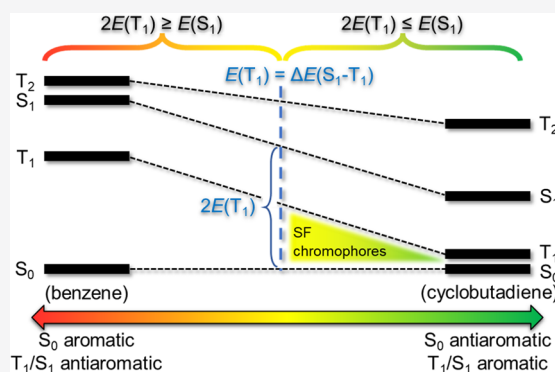 2E(T₁) ≥ E(S₁) 2E(T₁) ≤ E(S₁)
E(T₁) = ΔE(S₁-T₁)
T₂
S₁
T₁
S₀
2E(T₁)
SF
chromophores
T₂
S₁
T₁
S₀
(benzene) (cyclobutadiene)
S₀ aromatic S₀ antiaromatic
T₁/S₁ antiaromatic T₁/S₁ aromatic